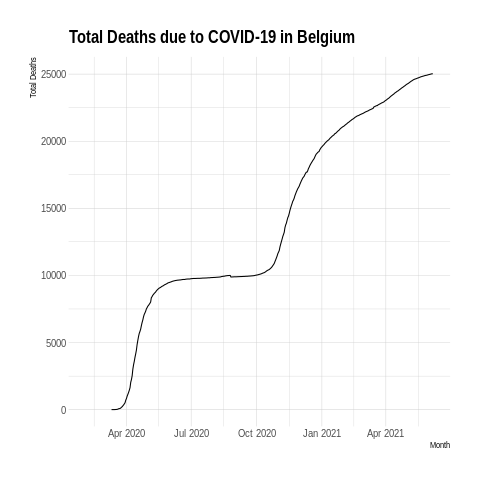 Total Deaths due to COVID-19 in Belgium
Total Deaths
25000
20000
15000
10000
5000
0
Apr 2020 Jul 2020 Oct 2020 Jan 2021 Apr 2021
Month